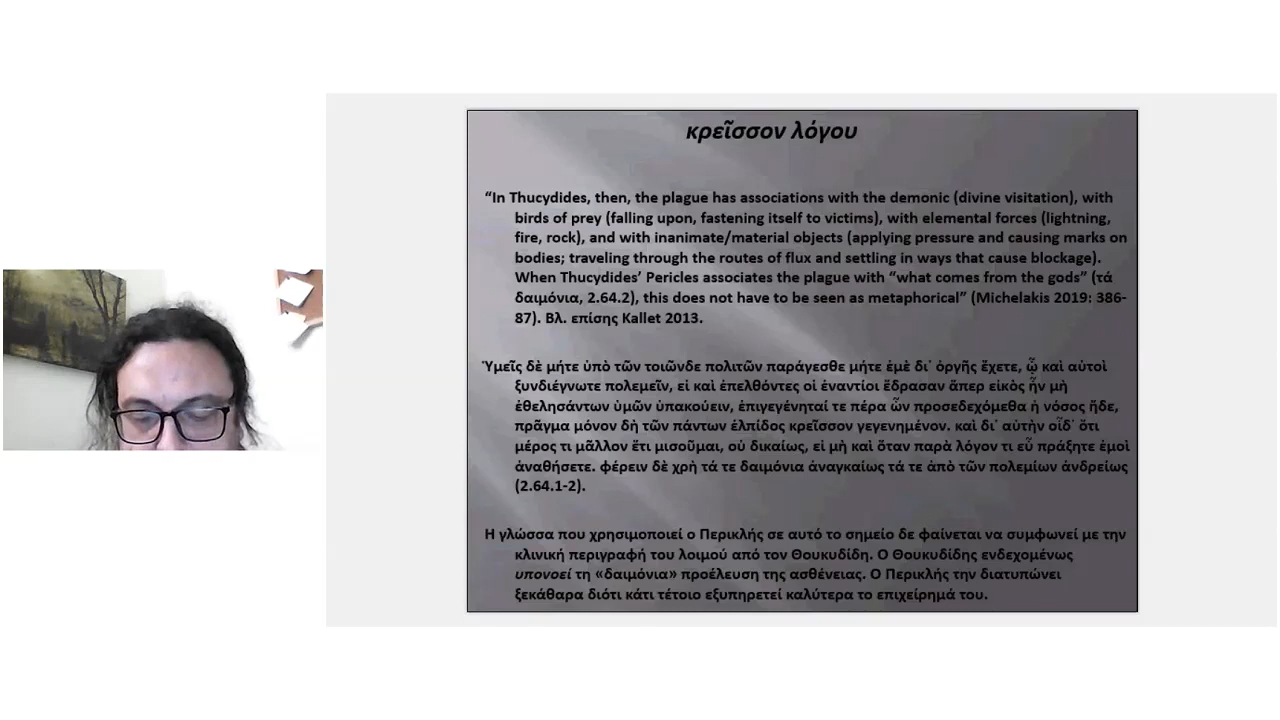 κρεῖσσον λόγου
“In Thucydides, then, the plague has associations with the demonic (divine visitation), with
birds of prey (falling upon, fastening itself to victims), with elemental forces (lightning,
fire, rock), and with inanimate/material objects (applying pressure and causing marks on
bodies; traveling through the routes of flux and settling in ways that cause blockage).
When Thucydides’ Pericles associates the plague with “what comes from the gods” (τά
δαιμόνια, 2.64.2), this does not have to be seen as metaphorical” (Michelakis 2019: 386-
87). Βλ. επίσης Kallet 2013.
Ὑμεῖς δὲ μήτε ὑπὸ τῶν τοιῶνδε πολιτῶν παράγεσθε μήτε ἐμὲ δι᾽ ὀργῆς ἔχετε, ᾧ καὶ αὐτοὶ
ξυνδιέγνωτε πολεμεῖν, εἰ καὶ ἐπελθόντες οἱ ἐναντίοι ἔδρασαν ἅπερ εἰκὸς ἦν μὴ
ἐθελησάντων ὑμῶν ὑπακούειν, ἐπιγεγένηταί τε πέρα ὧν προσεδεχόμεθα ἡ νόσος ἥδε,
πρᾶγμα μόνον δὴ τῶν πάντων ἐλπίδος κρεῖσσον γεγενημένον. καὶ δι᾽ αὐτὴν οἶδ᾽ ὅτι
μέρος τι μᾶλλον ἔτι μισοῦμαι, οὐ δικαίως, εἰ μὴ καὶ ὅταν παρὰ λόγον τι εὖ πράξητε ἐμοὶ
ἀναθήσετε. φέρειν δὲ χρὴ τά τε δαιμόνια ἀναγκαίως τά τε ἀπὸ τῶν πολεμίων ἀνδρείως
(2.64.1-2).
Η γλώσσα που χρησιμοποιεί ο Περικλής σε αυτό το σημείο δε φαίνεται να συμφωνεί με την
κλινική περιγραφή του λοιμού από τον Θουκυδίδη. Ο Θουκυδίδης ενδεχομένως
υπονοεί τη «δαιμόνια» προέλευση της ασθένειας. Ο Περικλής την διατυπώνει
ξεκάθαρα διότι κάτι τέτοιο εξυπηρετεί καλύτερα το επιχείρημά του.